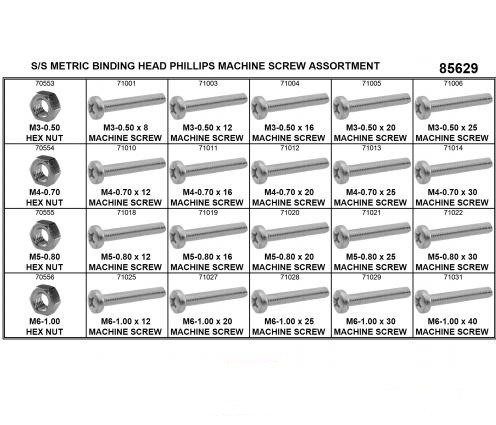 S/S METRIC BINDING HEAD PHILLIPS MACHINE SCREW ASSORTMENT 85629
70553 71001 71003 71004 71005 71006
M3-0.50 M3-0.50 x 8 M3-0.50 x 12 M3-0.50 x 16 M3-0.50 x 20 M3-0.50 x 25
HEX NUT MACHINE SCREW MACHINE SCREW MACHINE SCREW MACHINE SCREW MACHINE SCREW
70554 71010 71011 71012 71013 71014
M4-0.70 M4-0.70 x 12 M4-0.70 x 16 M4-0.70 x 20 M4-0.70 x 25 M4-0.70 x 30
HEX NUT MACHINE SCREW MACHINE SCREW MACHINE SCREW MACHINE SCREW MACHINE SCREW
70555 71018 71019 71020 71021 71022
M5-0.80 M5-0.80 x 12 M5-0.80 x 16 M5-0.80 x 20 M5-0.80 x 25 M5-0.80 x 30
HEX NUT MACHINE SCREW MACHINE SCREW MACHINE SCREW MACHINE SCREW MACHINE SCREW
70556 71025 71027 71028 71029 71031
M6-1.00 M6-1.00 x 12 M6-1.00 x 20 M6-1.00 x 25 M6-1.00 x 30 M6-1.00 x 40
HEX NUT MACHINE SCREW MACHINE SCREW MACHINE SCREW MACHINE SCREW MACHINE SCREW